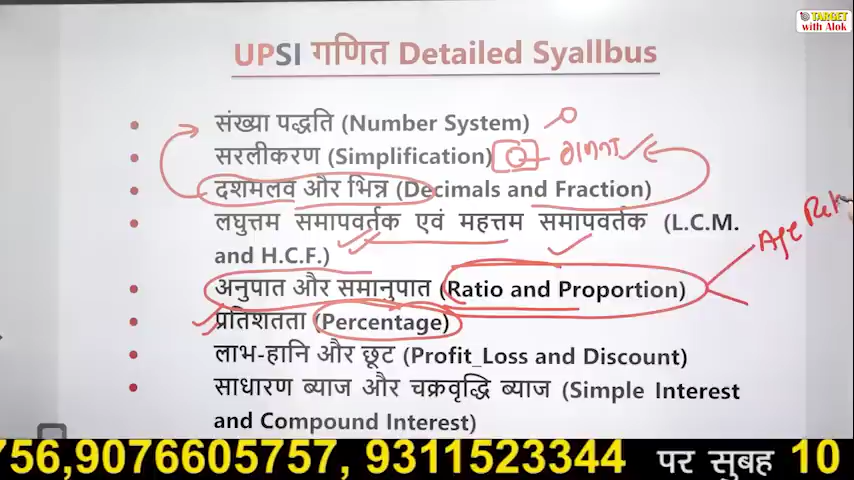 TARGET
with Alok
UPSI गणित Detailed Syallbus
संख्या पद्धति (Number System)
सरलीकरण (Simplification)
दशमलव और भिन्न (Decimals and Fraction)
लघुत्तम समापवर्तक एवं महत्तम समापवर्तक (L.C.M.
and H.C.F.)
Age
अनुपात और समानुपात (Ratio and Proportion)
प्रतिशतता (Percentage)
लाभ-हानि और छूट (Profit_Loss and Discount)
साधारण ब्याज और चक्रवृद्धि ब्याज (Simple Interest
and Compound Interest)
756,9076605757, 9311523344 पर सुबह 10